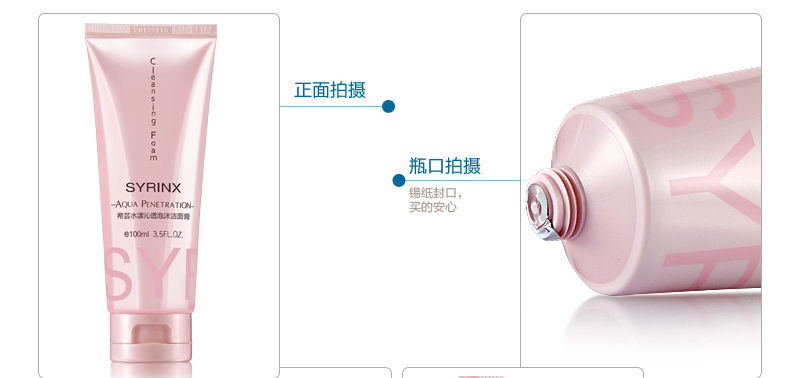 Cleansing Foam
SYRINX
-AQUA PENETRATION-
希芸水漾沁透泡沫洁面膏
e100ml 3.5FL.OZ.
SYR
正面拍摄
瓶口拍摄
锡纸封口，
买的安心
SYR